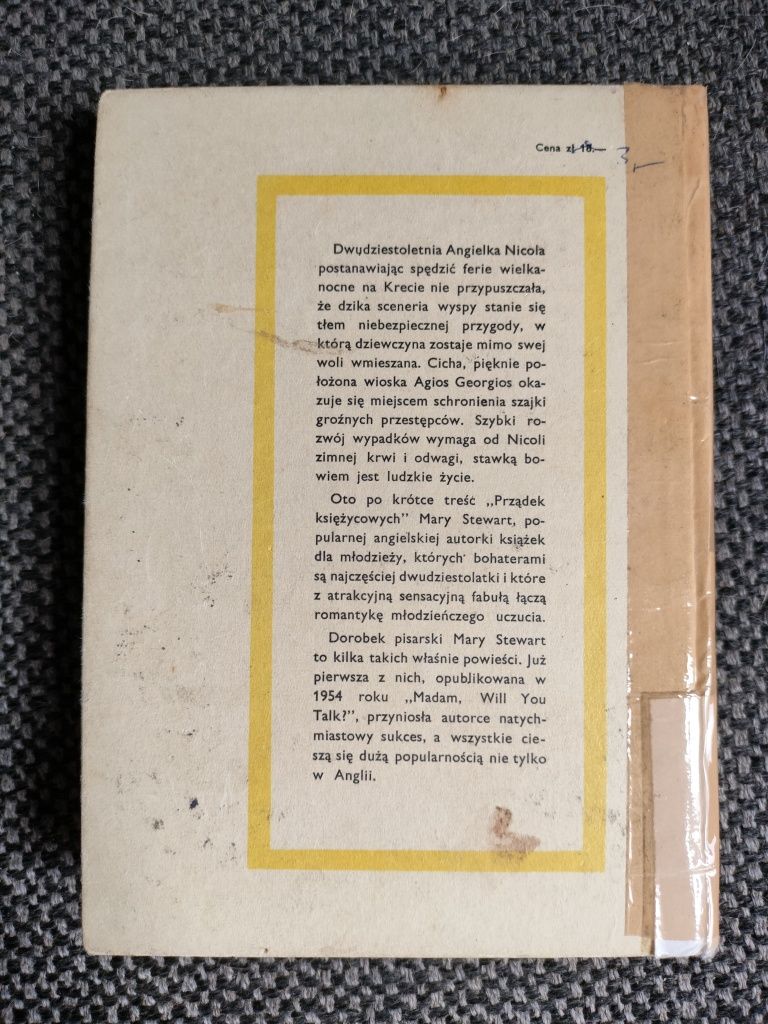 Cena zł 18.— 3,—
Dwudziestoletnia Angielka Nicola
postanawiając spędzić ferie wielka-
nocne na Krecie nie przypuszczała,
że dzika sceneria wyspy stanie się
tłem niebezpiecznej przygody, w
którą dziewczyna zostaje mimo swej
woli wmieszana. Cicha, pięknie po-
łożona wioska Agios Georgios oka-
zuje się miejscem schronienia szajki
groźnych przestępców. Szybki ro-
zwój wypadków wymaga od Nicoli
zimnej krwi i odwagi, stawką bo-
wiem jest ludzkie życie.
Oto po krótce treść „Prządek
księżycowych” Mary Stewart, po-
pularnej angielskiej autorki książek
dla młodzieży, których bohaterami
są najczęściej dwudziestolatki i które
z atrakcyjną sensacyjną fabułą łączą
romantykę młodzieńczego uczucia.
Dorobek pisarski Mary Stewart
to kilka takich właśnie powieści. Już
pierwsza z nich, opublikowana w
1954 roku „Madam, Will You
Talk?”, przyniosła autorce natych-
miastowy sukces, a wszystkie cie-
szą się dużą popularnością nie tylko
w Anglii.